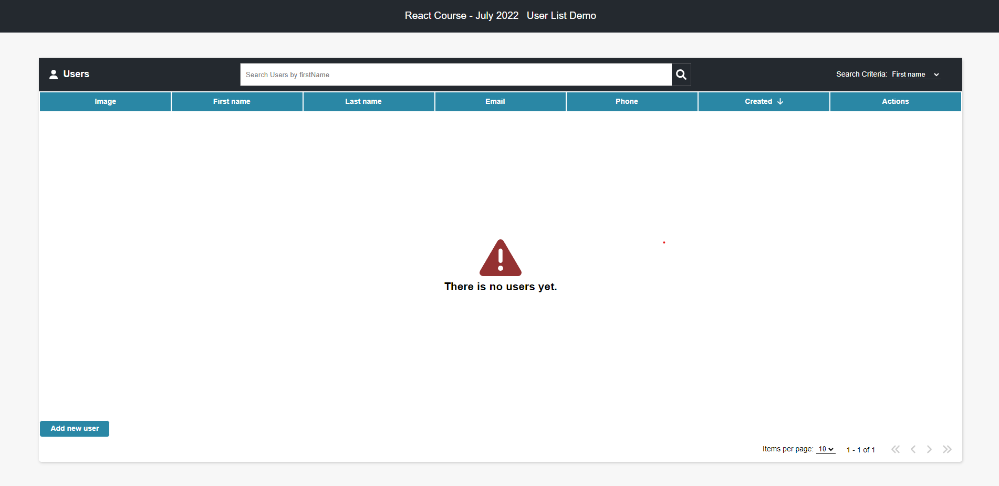 React Course - July 2022 User List Demo
Users
Search Users by firstName
Search Criteria: First name
Image First name Last name Email Phone Created Actions
There is no users yet.
Add new user
Items per page: 10 1 - 1 of 1